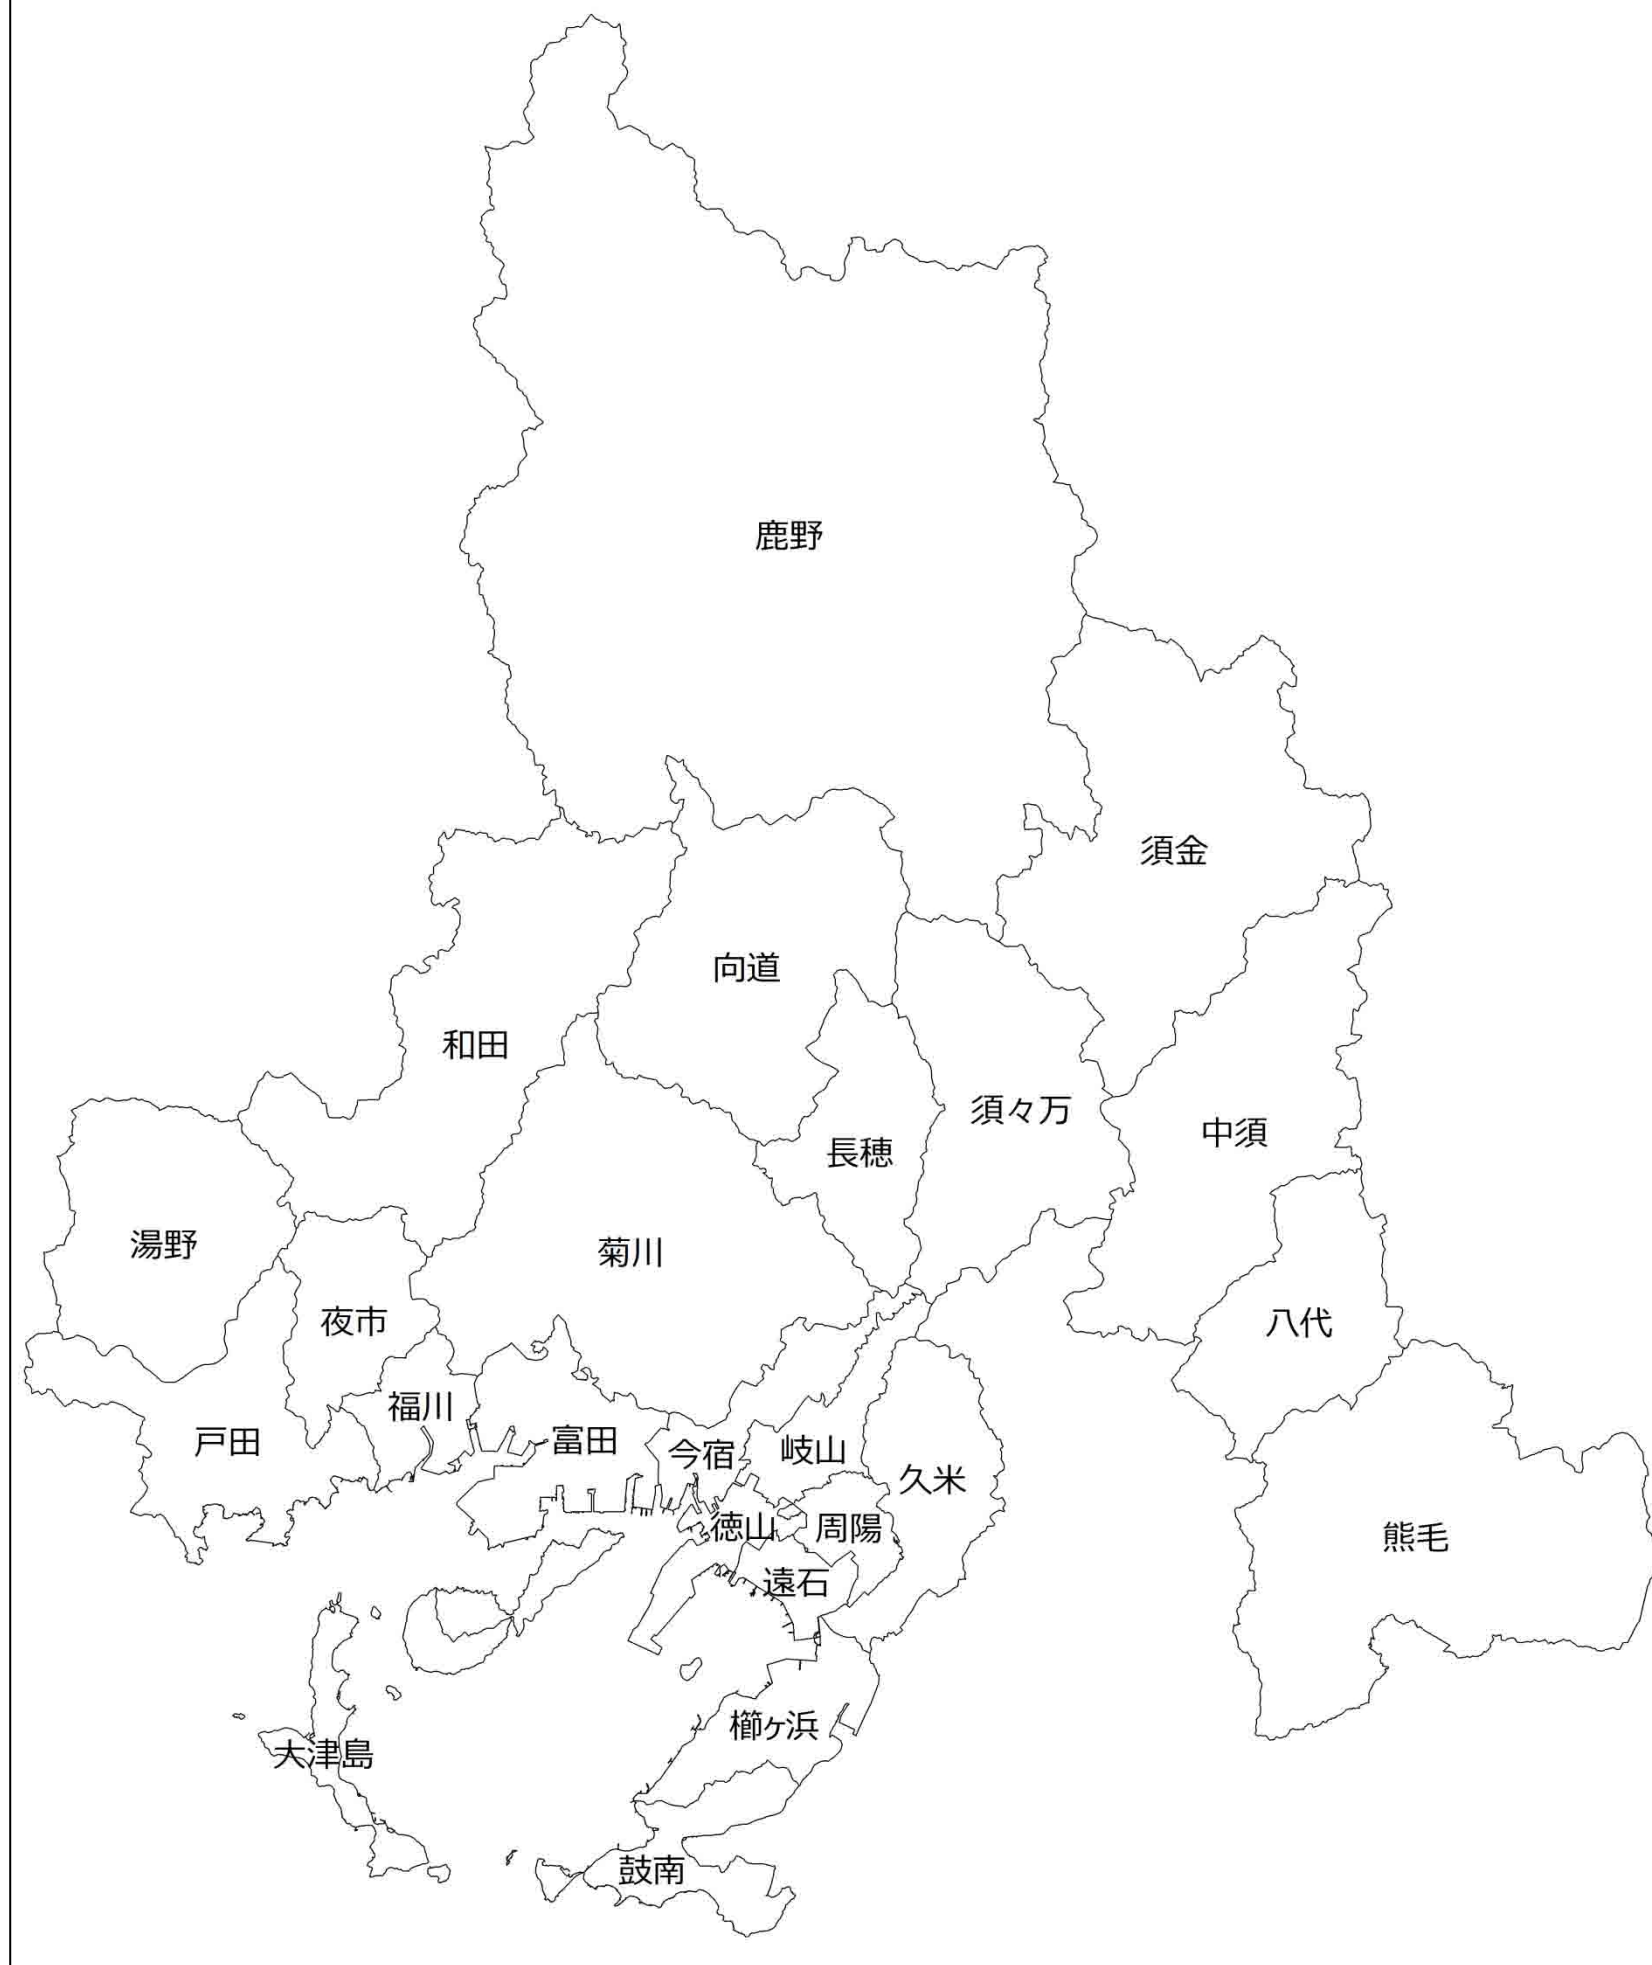 鹿野
須金
向道
和田
須々万
中須
長穂
湯野
菊川
夜市
八代
福川
戸田
富田
今宿
岐山
久米
徳山
周陽
熊毛
遠石
櫛ヶ浜
大津島
鼓南